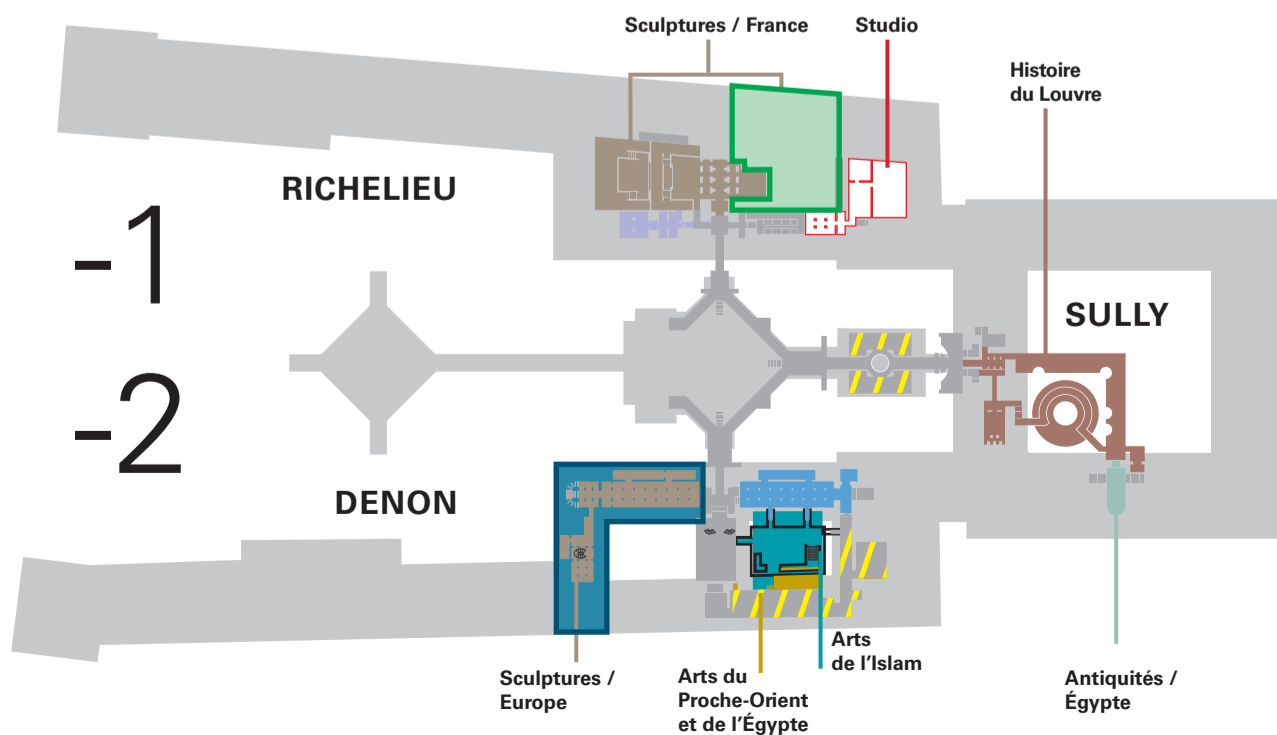 Sculptures / France
Studio
Histoire
du Louvre
RICHELIEU
-1
SULLY
-2
DENON
Sculptures /
Europe
Arts du
Proche-Orient
et de l’Égypte
Arts
de l’Islam
Antiquités /
Égypte